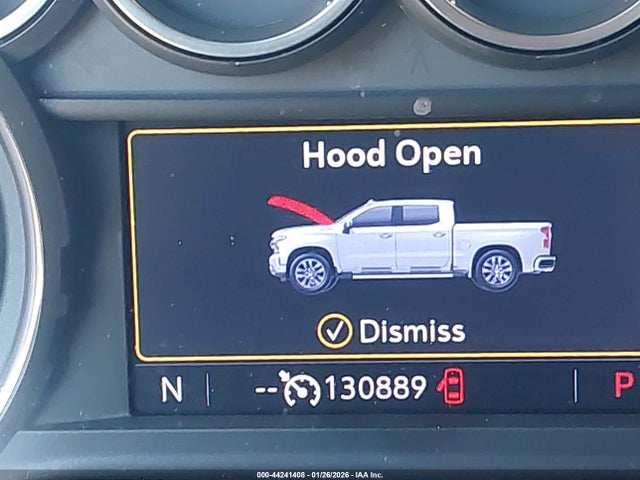 Hood Open
Dismiss
N -- 130889 P
000-44241408 - 01/26/2026 - IAA Inc.